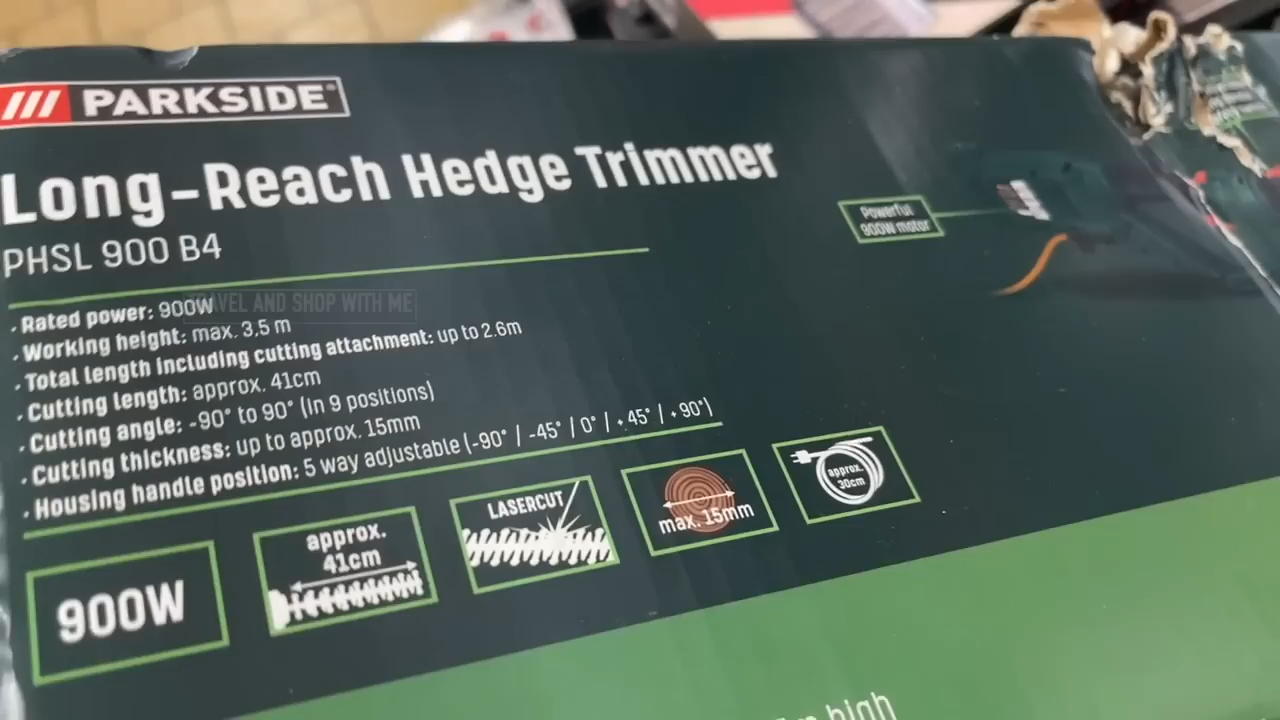 PARKSIDE®
Long-Reach Hedge Trimmer
PHSL 900 B4
Powerful
900W motor
TRAVEL AND SHOP WITH ME
· Rated power: 900W
· Working height: max. 3,5 m
· Total length including cutting attachment: up to 2.6m
· Cutting length: approx. 41cm
· Cutting angle: -90° to 90° (in 9 positions)
· Cutting thickness: up to approx. 15mm
· Housing handle position: 5 way adjustable (-90° / -45° / 0° / +45° / +90°)
900W
approx.
41cm
LASERCUT
max. 15mm
approx.
30cm
high